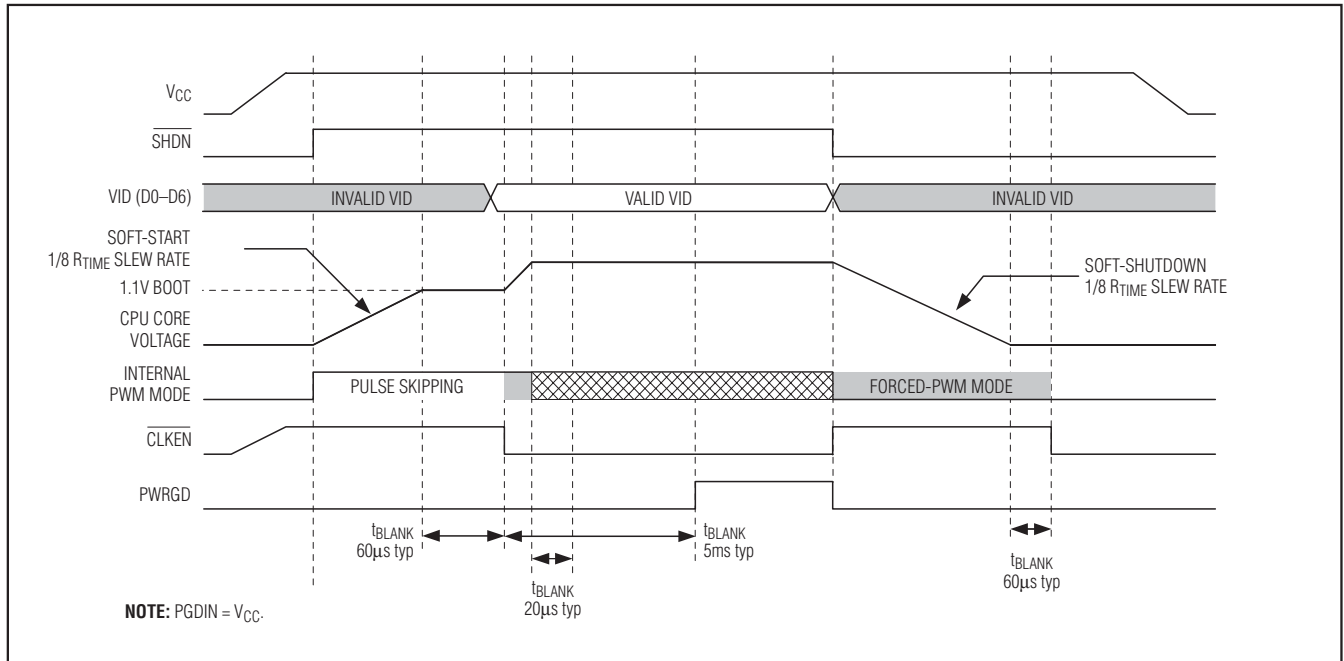 VCC
SHDN
VID (D0–D6)
INVALID VID
VALID VID
INVALID VID
SOFT-START
1/8 RTIME SLEW RATE
1.1V BOOT
CPU CORE
VOLTAGE
SOFT-SHUTDOWN
1/8 RTIME SLEW RATE
INTERNAL
PWM MODE
PULSE SKIPPING
FORCED-PWM MODE
CLKEN
PWRGD
tBLANK
60µs typ
tBLANK
20µs typ
tBLANK
5ms typ
tBLANK
60µs typ
NOTE: PGDIN = VCC.